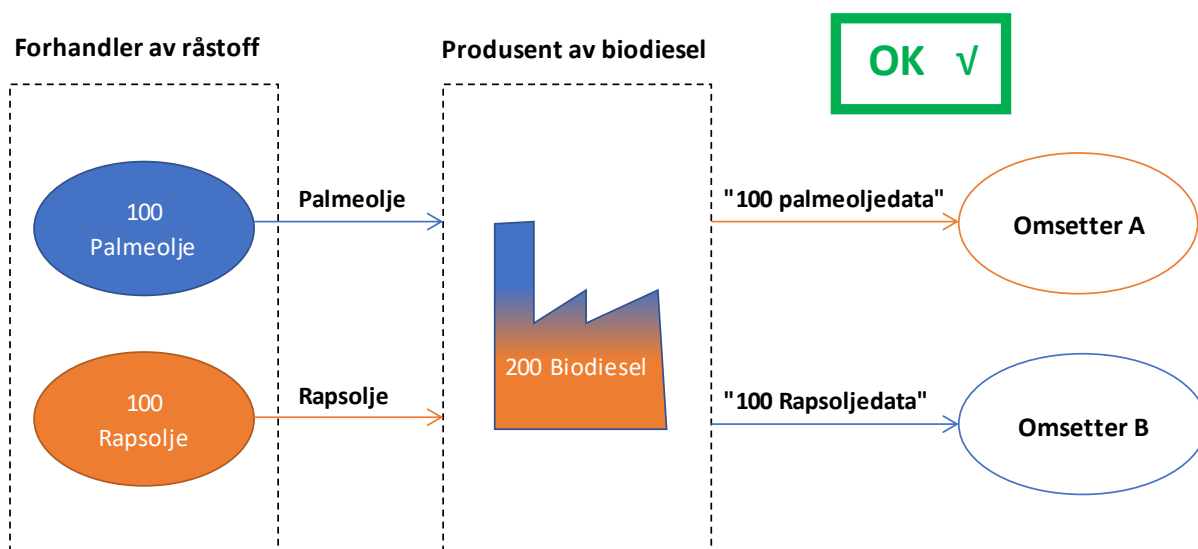 Forhandler av råstoff
Produsent av biodiesel
OK √
100
Palmeolje
Palmeolje
"100 palmeoljedata"
Omsetter A
100
Rapsolje
Rapsolje
200 Biodiesel
"100 Rapsoljedata"
Omsetter B